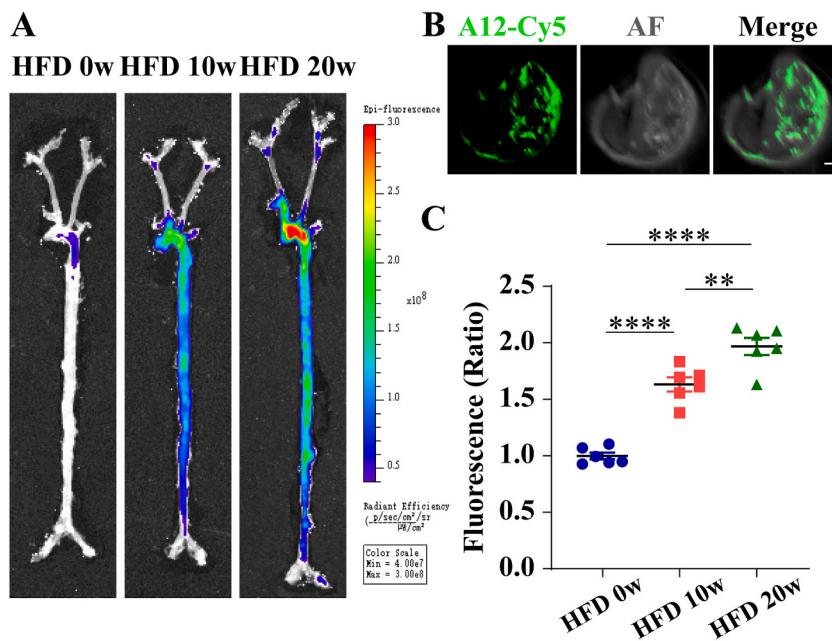 A
HFD 0w HFD 10w HFD 20w
Epi-fluorescence
3.0
2.5
2.0
x10^8
1.5
1.0
0.5
Radiant Efficiency
(p/sec/cm²/sr
μW/cm²
Color Scale
Min = 4.00e7
Max = 3.00e8
B
A12-Cy5 AF Merge
C
****
**
****
Fluorescence (Ratio)
2.5
2.0
1.5
1.0
0.5
0.0
HFD 0w
HFD 10w
HFD 20w